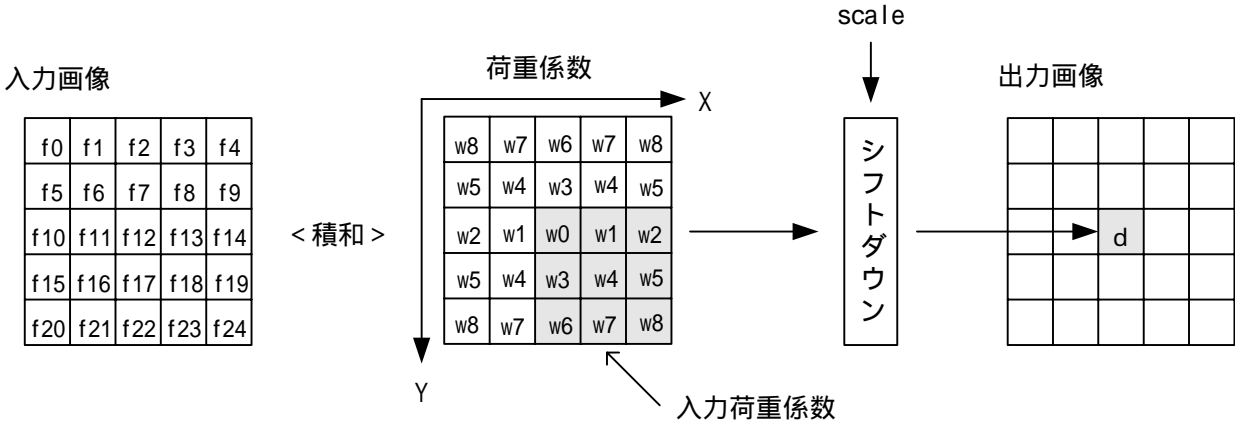 scale
入力画像
荷重係数
出力画像
X
f0 f1 f2 f3 f4
f5 f6 f7 f8 f9
f10 f11 f12 f13 f14
f15 f16 f17 f18 f19
f20 f21 f22 f23 f24
<積和>
w8 w7 w6 w7 w8
w5 w4 w3 w4 w5
w2 w1 w0 w1 w2
w5 w4 w3 w4 w5
w8 w7 w6 w7 w8
シフトダウン
d
Y
入力荷重係数